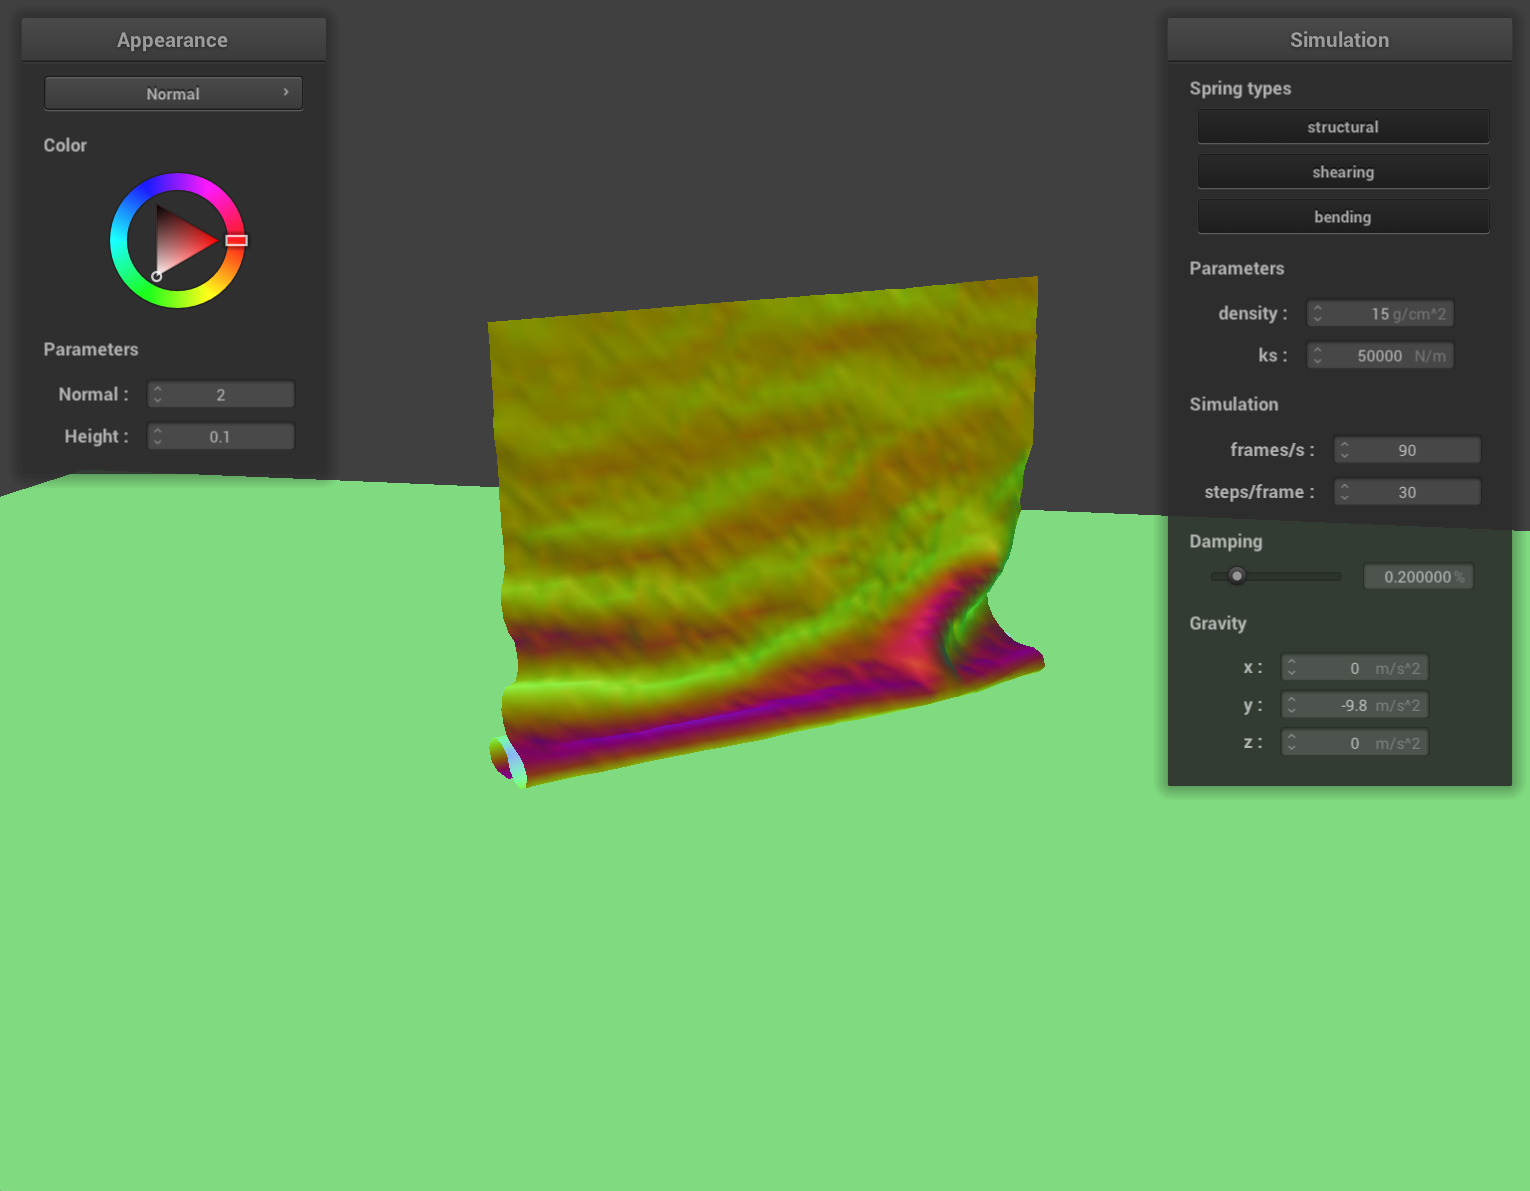 Appearance
Normal
Color
Parameters
Normal : 2
Height : 0.1
Simulation
Spring types
structural
shearing
bending
Parameters
density : 15 g/cm^2
ks : 50000 N/m
Simulation
frames/s : 90
steps/frame : 30
Damping
0.200000 %
Gravity
x : 0 m/s^2
y : -9.8 m/s^2
z : 0 m/s^2